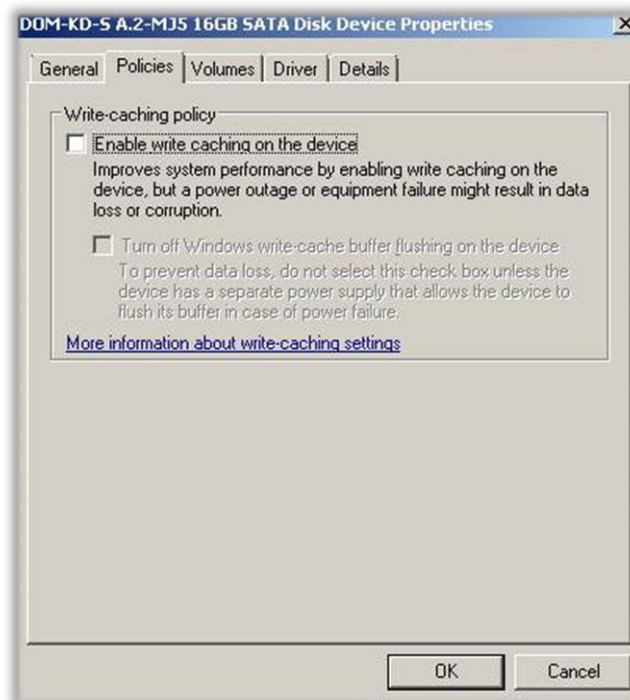 DOM-KD-S A.2-MJ5 16GB SATA Disk Device Properties
General Policies Volumes Driver Details
Write-caching policy
Enable write caching on the device
Improves system performance by enabling write caching on the
device, but a power outage or equipment failure might result in data
loss or corruption.
Turn off Windows write-cache buffer flushing on the device
To prevent data loss, do not select this check box unless the
device has a separate power supply that allows the device to
flush its buffer in case of power failure.
More information about write-caching settings
OK Cancel